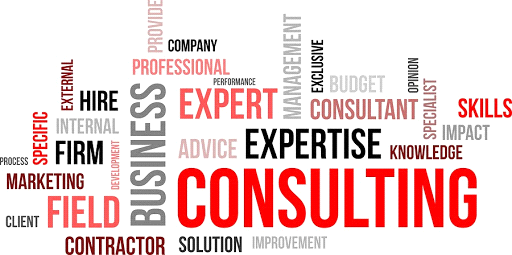 PROVIDE
COMPANY
MANAGEMENT
EXCLUSIVE
PROFESSIONAL
EXTERNAL
PERFORMANCE
BUDGET
OPINION
HIRE
BUSINESS
EXPERT
CONSULTANT
SPECIALIST
SKILLS
SPECIFIC
INTERNAL
IMPACT
FIRM
DEVELOPMENT
ADVICE
EXPERTISE
KNOWLEDGE
PROCESS
MARKETING
CONSULTING
CLIENT
FIELD
CONTRACTOR
SOLUTION
IMPROVEMENT